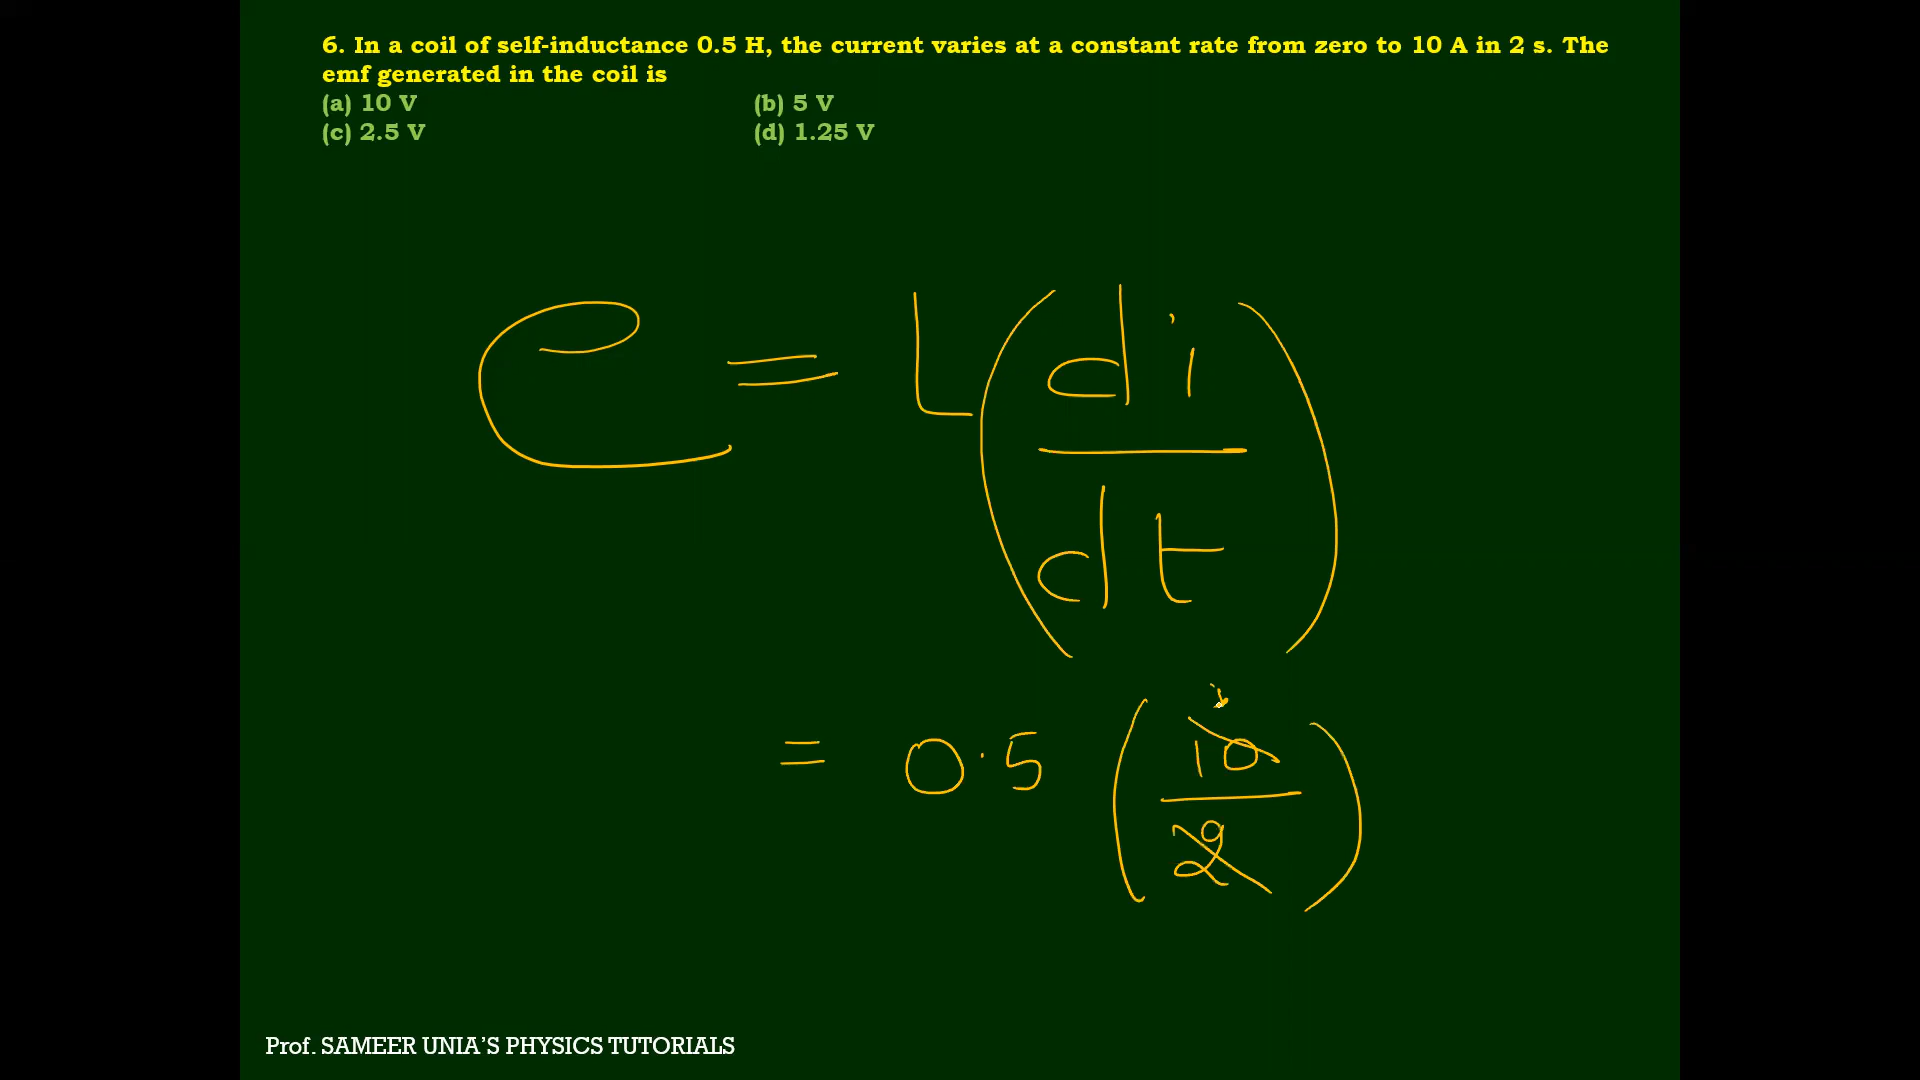 6. In a coil of self-inductance 0.5 H, the current varies at a constant rate from zero to 10 A in 2 s. The
emf generated in the coil is
(a) 10 V (b) 5 V
(c) 2.5 V (d) 1.25 V
e = L(di/dt)
= 0.5 (10/2)
Prof. SAMEER UNIA'S PHYSICS TUTORIALS